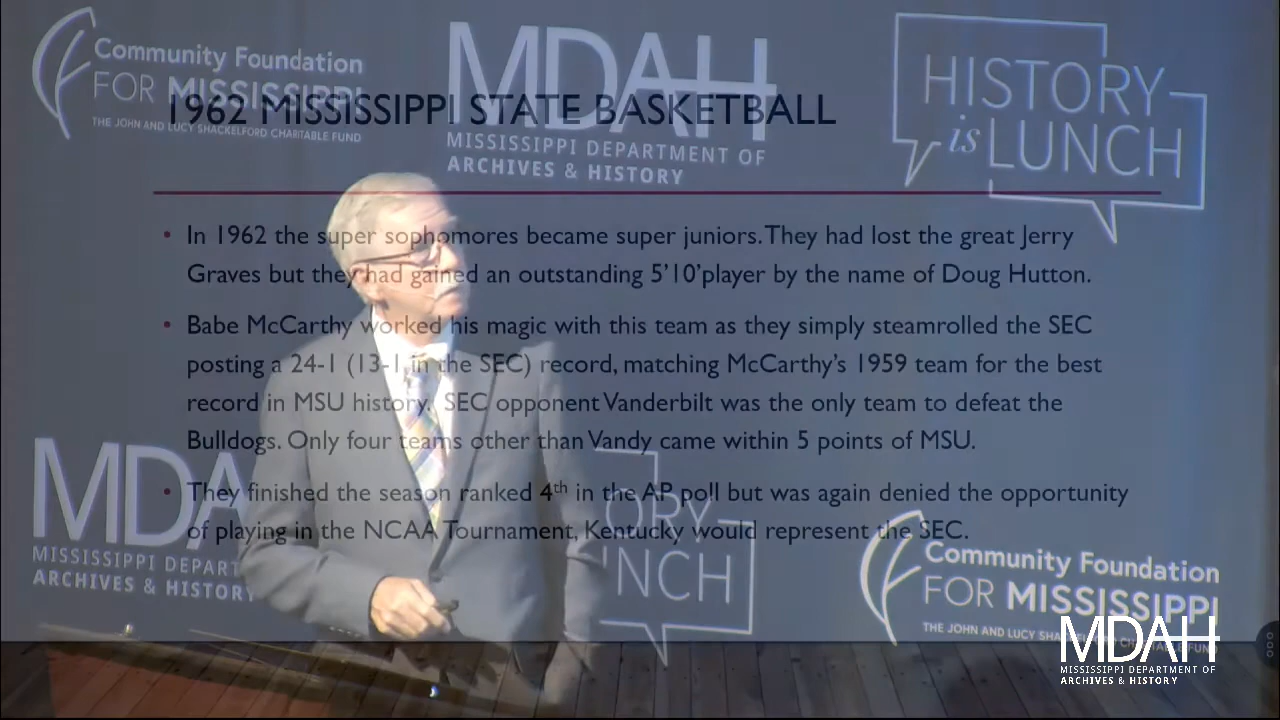 Community Foundation
FOR MISSISSIPPI
THE JOHN AND LUCY SHACKELFORD CHARITABLE FUND
MDAH
MISSISSIPPI DEPARTMENT OF
ARCHIVES & HISTORY
HISTORY
is LUNCH
1962 MISSISSIPPI STATE BASKETBALL
• In 1962 the super sophomores became super juniors. They had lost the great Jerry
Graves but they had gained an outstanding 5'10'player by the name of Doug Hutton.
• Babe McCarthy worked his magic with this team as they simply steamrolled the SEC
posting a 24-1 (13-1 in the SEC) record, matching McCarthy's 1959 team for the best
record in MSU history. SEC opponent Vanderbilt was the only team to defeat the
Bulldogs. Only four teams other than Vandy came within 5 points of MSU.
• They finished the season ranked 4th in the AP poll but was again denied the opportunity
of playing in the NCAA Tournament, Kentucky would represent the SEC.
MDA
MISSISSIPPI DEPART
ARCHIVES & HISTORY
ORY
UNCH
Community Foundation
FOR MISSISSIPPI
THE JOHN AND LUCY SHA
MDAH
MISSISSIPPI DEPARTMENT OF
ARCHIVES & HISTORY